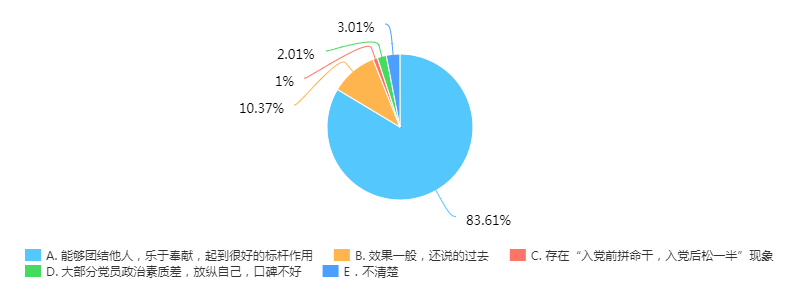 3.01%
2.01%
1%
10.37%
83.61%
A. 能够团结他人，乐于奉献，起到很好的标杆作用 B. 效果一般，还说的过去 C. 存在“入党前拼命干，入党后松一半”现象
D. 大部分党员政治素质差，放纵自己，口碑不好 E．不清楚